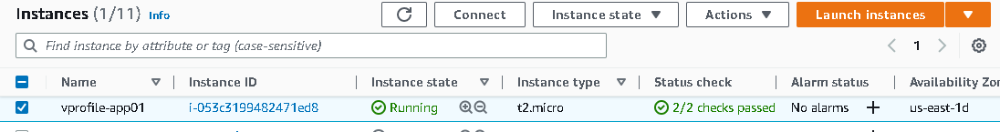 Instances (1/11) Info Connect Instance state Actions Launch instances
Find instance by attribute or tag (case-sensitive) 1
Name Instance ID Instance state Instance type Status check Alarm status Availability Zon
vprofile-app01 i-053c3199482471ed8 Running t2.micro 2/2 checks passed No alarms us-east-1d